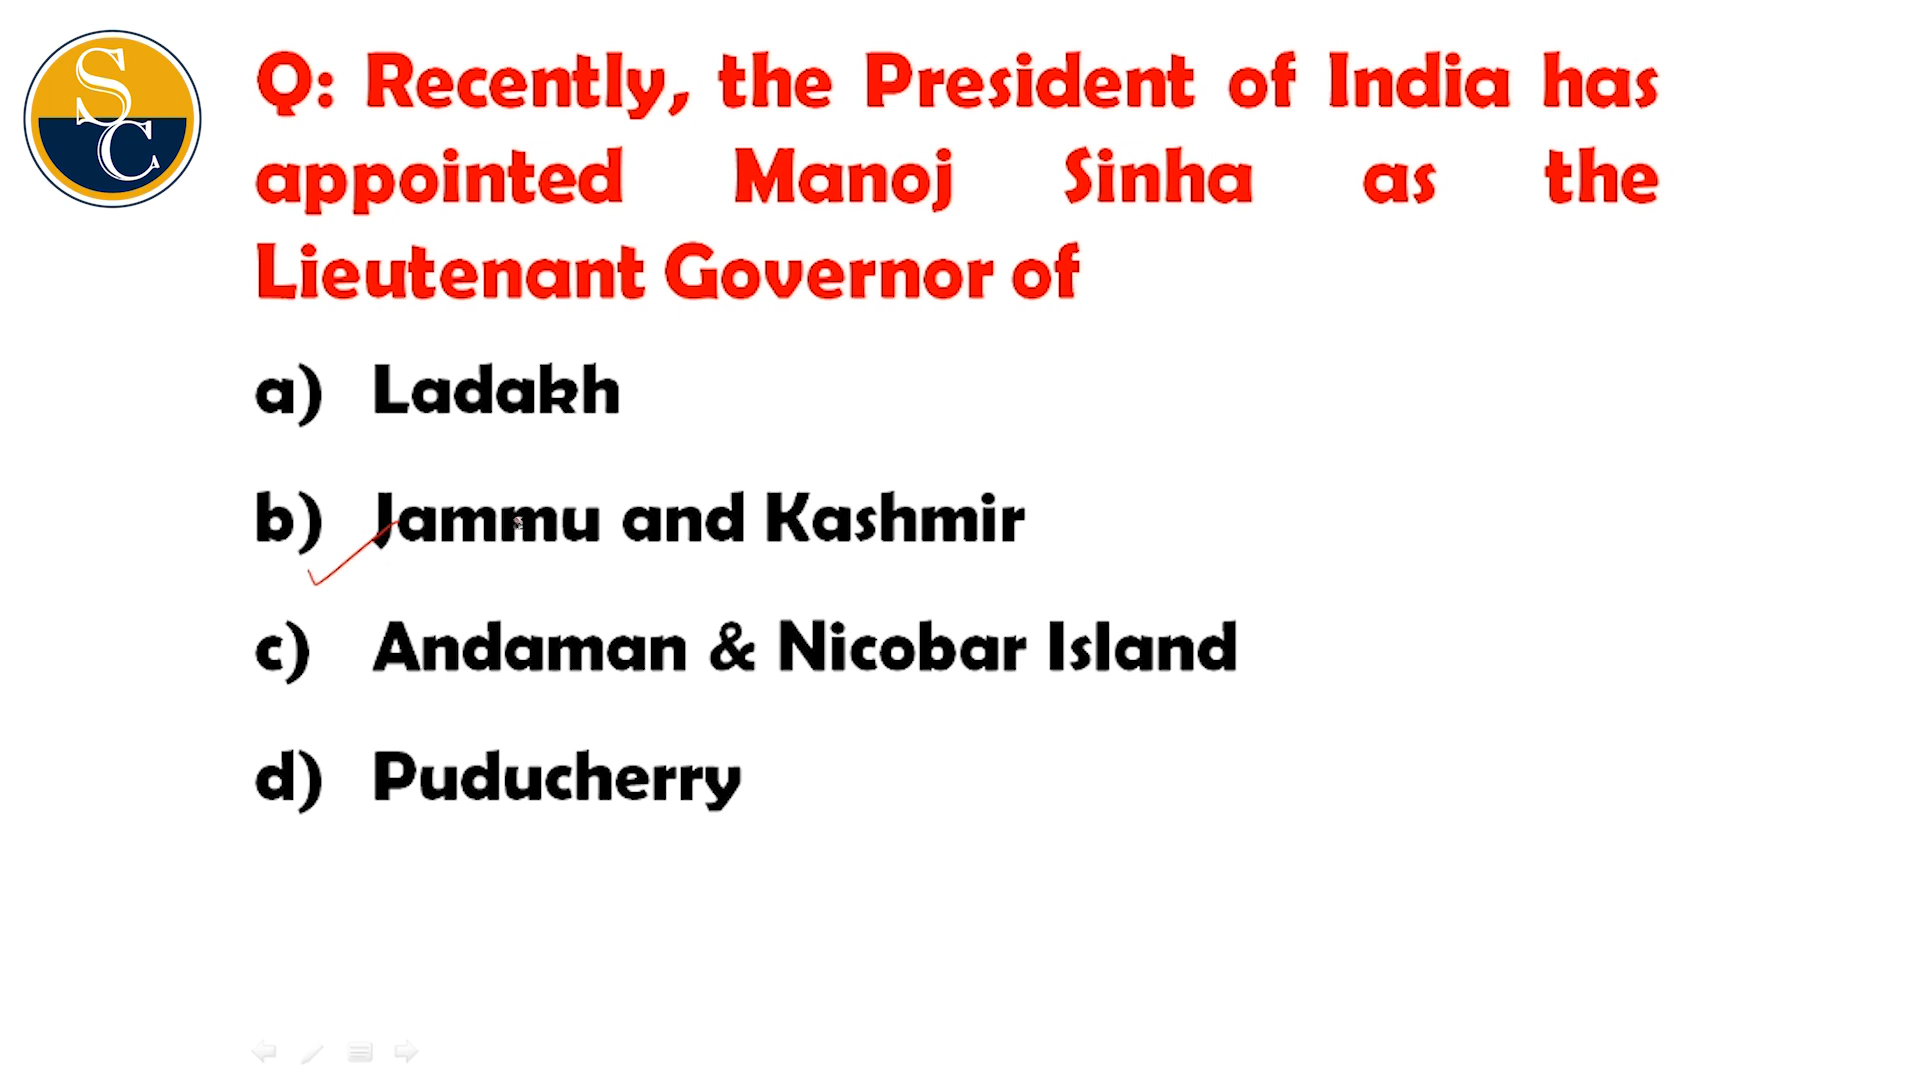 SC
Q: Recently, the President of India has
appointed Manoj Sinha as the
Lieutenant Governor of
a) Ladakh
b) Jammu and Kashmir
c) Andaman & Nicobar Island
d) Puducherry